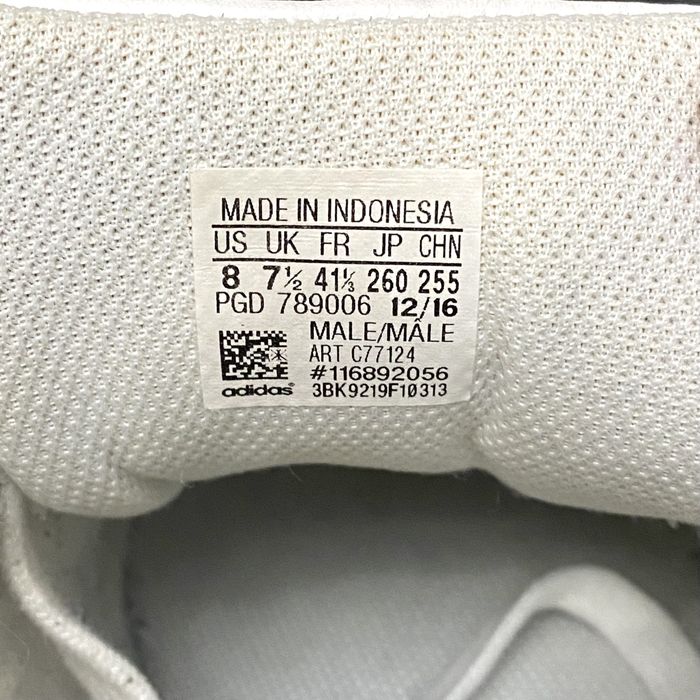 MADE IN INDONESIA
US UK FR JP CHN
8 7½ 41⅓ 260 255
PGD 789006 12/16
MALE/MÂLE
ART C77124
#116892056
adidas® 3BK9219F10313